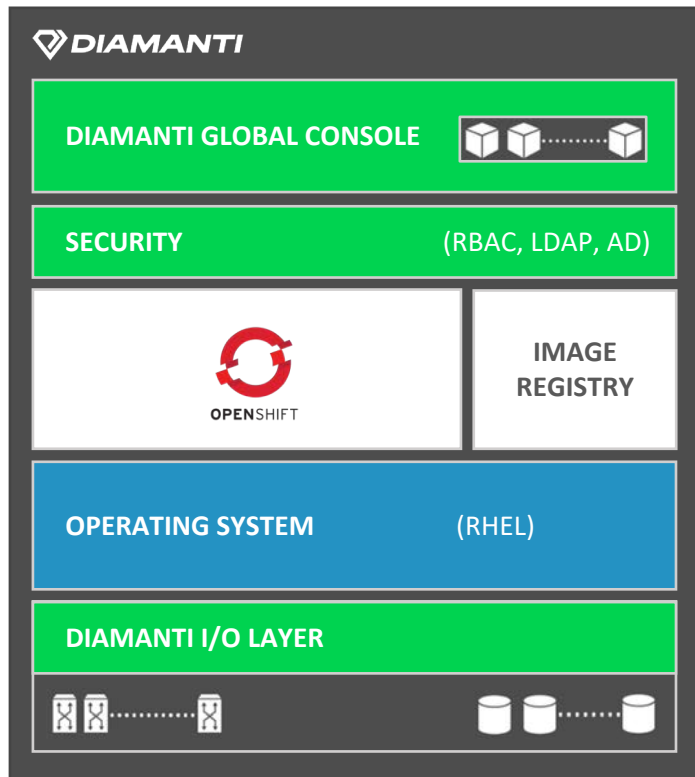 DIAMANTI
DIAMANTI GLOBAL CONSOLE
SECURITY (RBAC, LDAP, AD)
OPENSHIFT
IMAGE
REGISTRY
OPERATING SYSTEM (RHEL)
DIAMANTI I/O LAYER